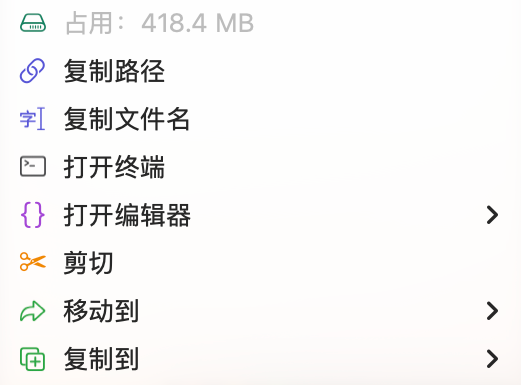 占用：418.4 MB
复制路径
字 复制文件名
打开终端
{} 打开编辑器
剪切
移动到
复制到